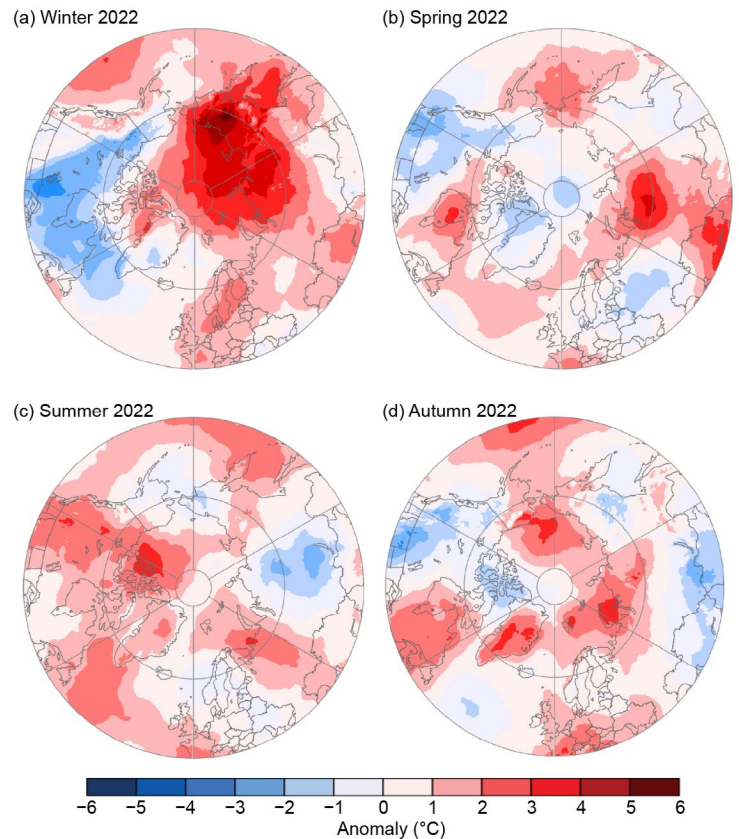 (a) Winter 2022
(b) Spring 2022
(c) Summer 2022
(d) Autumn 2022
−6 −5 −4 −3 −2 −1 0 1 2 3 4 5 6
Anomaly (°C)